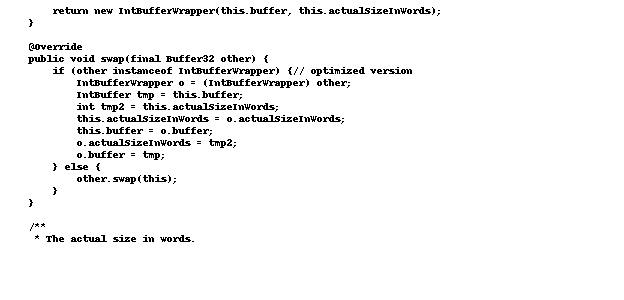 return new IntBufferWrapper(this.buffer, this.actualSizeInWords);
}

@Override
public void swap(final Buffer32 other) {
if (other instanceof IntBufferWrapper) {// optimized version
IntBufferWrapper o = (IntBufferWrapper) other;
IntBuffer tmp = this.buffer;
int tmp2 = this.actualSizeInWords;
this.actualSizeInWords = o.actualSizeInWords;
this.buffer = o.buffer;
o.actualSizeInWords = tmp2;
o.buffer = tmp;
} else {
other.swap(this);
}
}

/**
* The actual size in words.